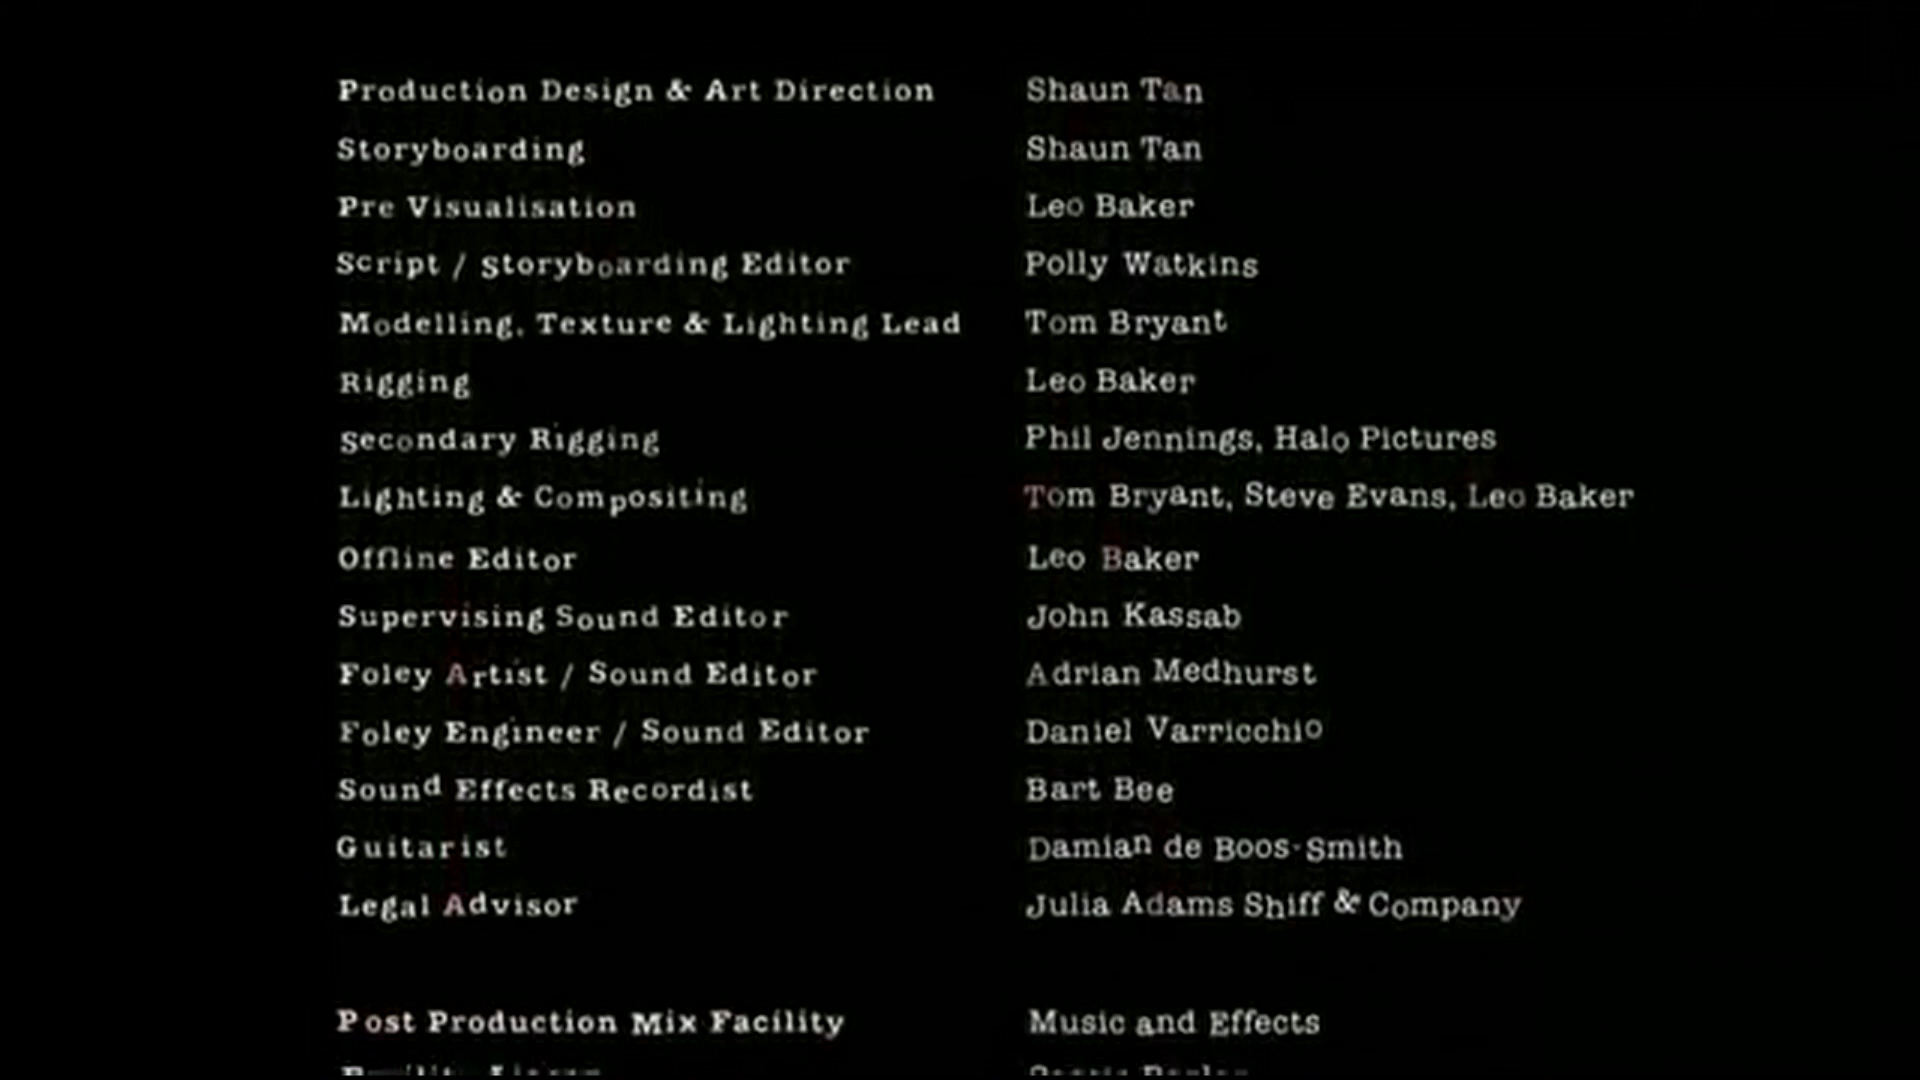 Production Design & Art Direction Shaun Tan
Storyboarding Shaun Tan
Pre Visualisation Leo Baker
Script / Storyboarding Editor Polly Watkins
Modelling, Texture & Lighting Lead Tom Bryant
Rigging Leo Baker
Secondary Rigging Phil Jennings, Halo Pictures
Lighting & Compositing Tom Bryant, Steve Evans, Leo Baker
Offline Editor Leo Baker
Supervising Sound Editor John Kassab
Foley Artist / Sound Editor Adrian Medhurst
Foley Engineer / Sound Editor Daniel Varricchio
Sound Effects Recordist Bart Bee
Guitarist Damian de Boos-Smith
Legal Advisor Julia Adams Shiff & Company
Post Production Mix Facility Music and Effects